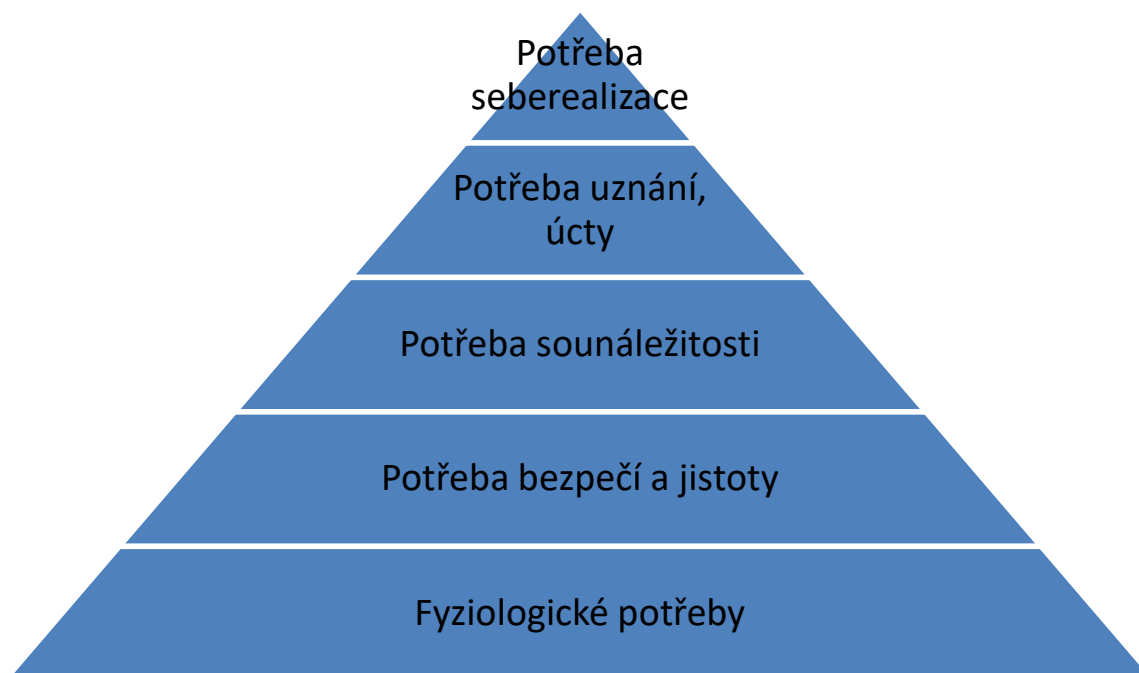 Potřeba
seberealizace
Potřeba uznání,
úcty
Potřeba sounáležitosti
Potřeba bezpečí a jistoty
Fyziologické potřeby